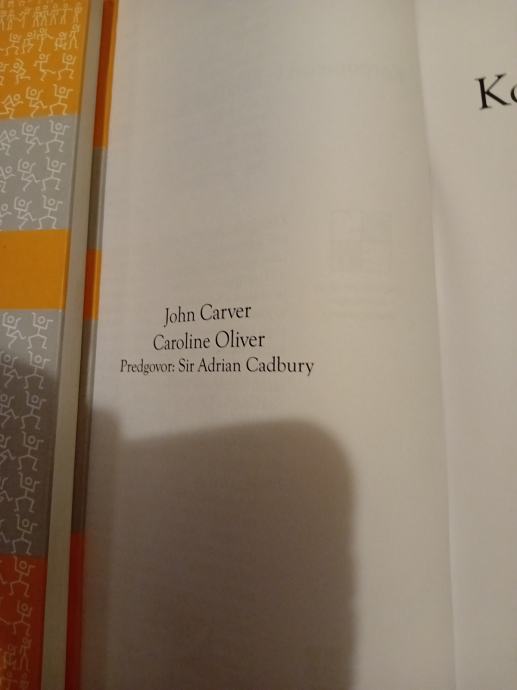 John Carver
Caroline Oliver
Predgovor: Sir Adrian Cadbury